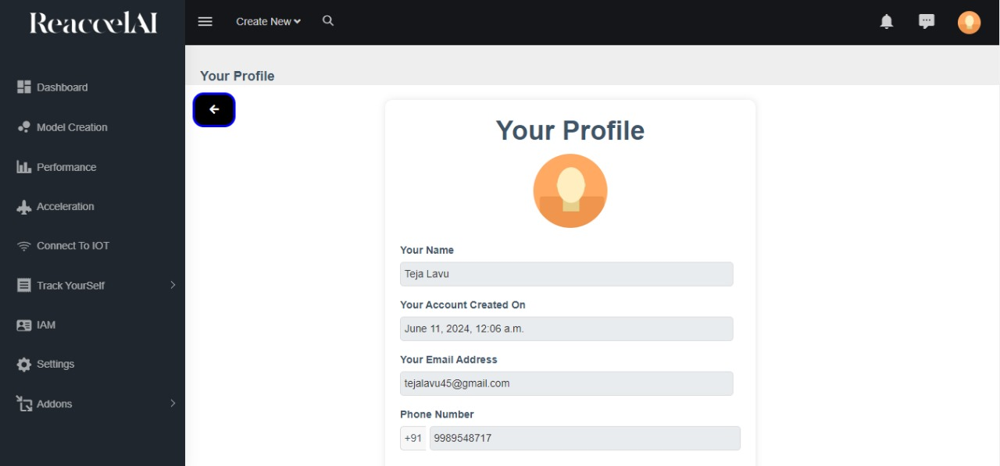 ReaccelAI
Create New
Dashboard
Model Creation
Performance
Acceleration
Connect To IOT
Track YourSelf
IAM
Settings
Addons
Your Profile
Your Profile
Your Name
Teja Lavu
Your Account Created On
June 11, 2024, 12:06 a.m.
Your Email Address
tejalavu45@gmail.com
Phone Number
+91 9989548717